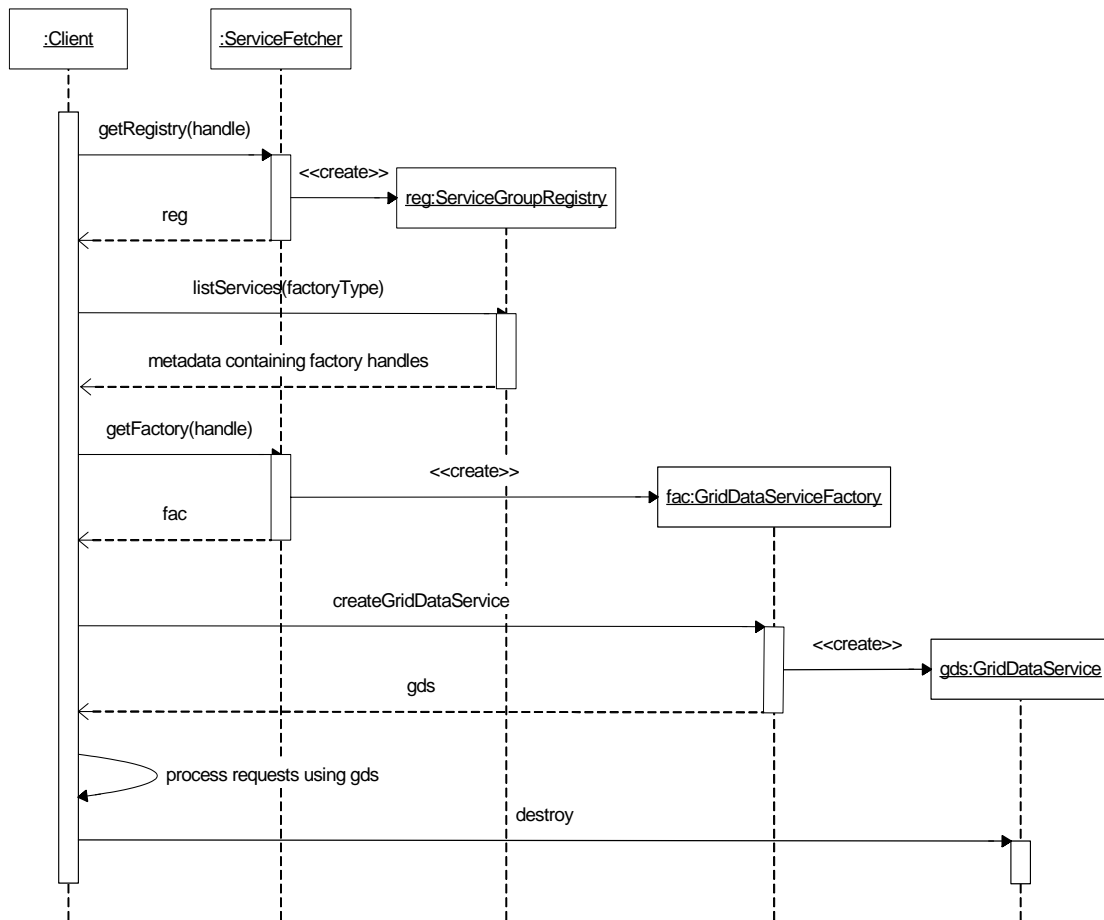 :Client
:ServiceFetcher
getRegistry(handle)
<<create>>
reg:ServiceGroupRegistry
reg
listServices(factoryType)
metadata containing factory handles
getFactory(handle)
<<create>>
fac:GridDataServiceFactory
fac
createGridDataService
<<create>>
gds:GridDataService
gds
process requests using gds
destroy